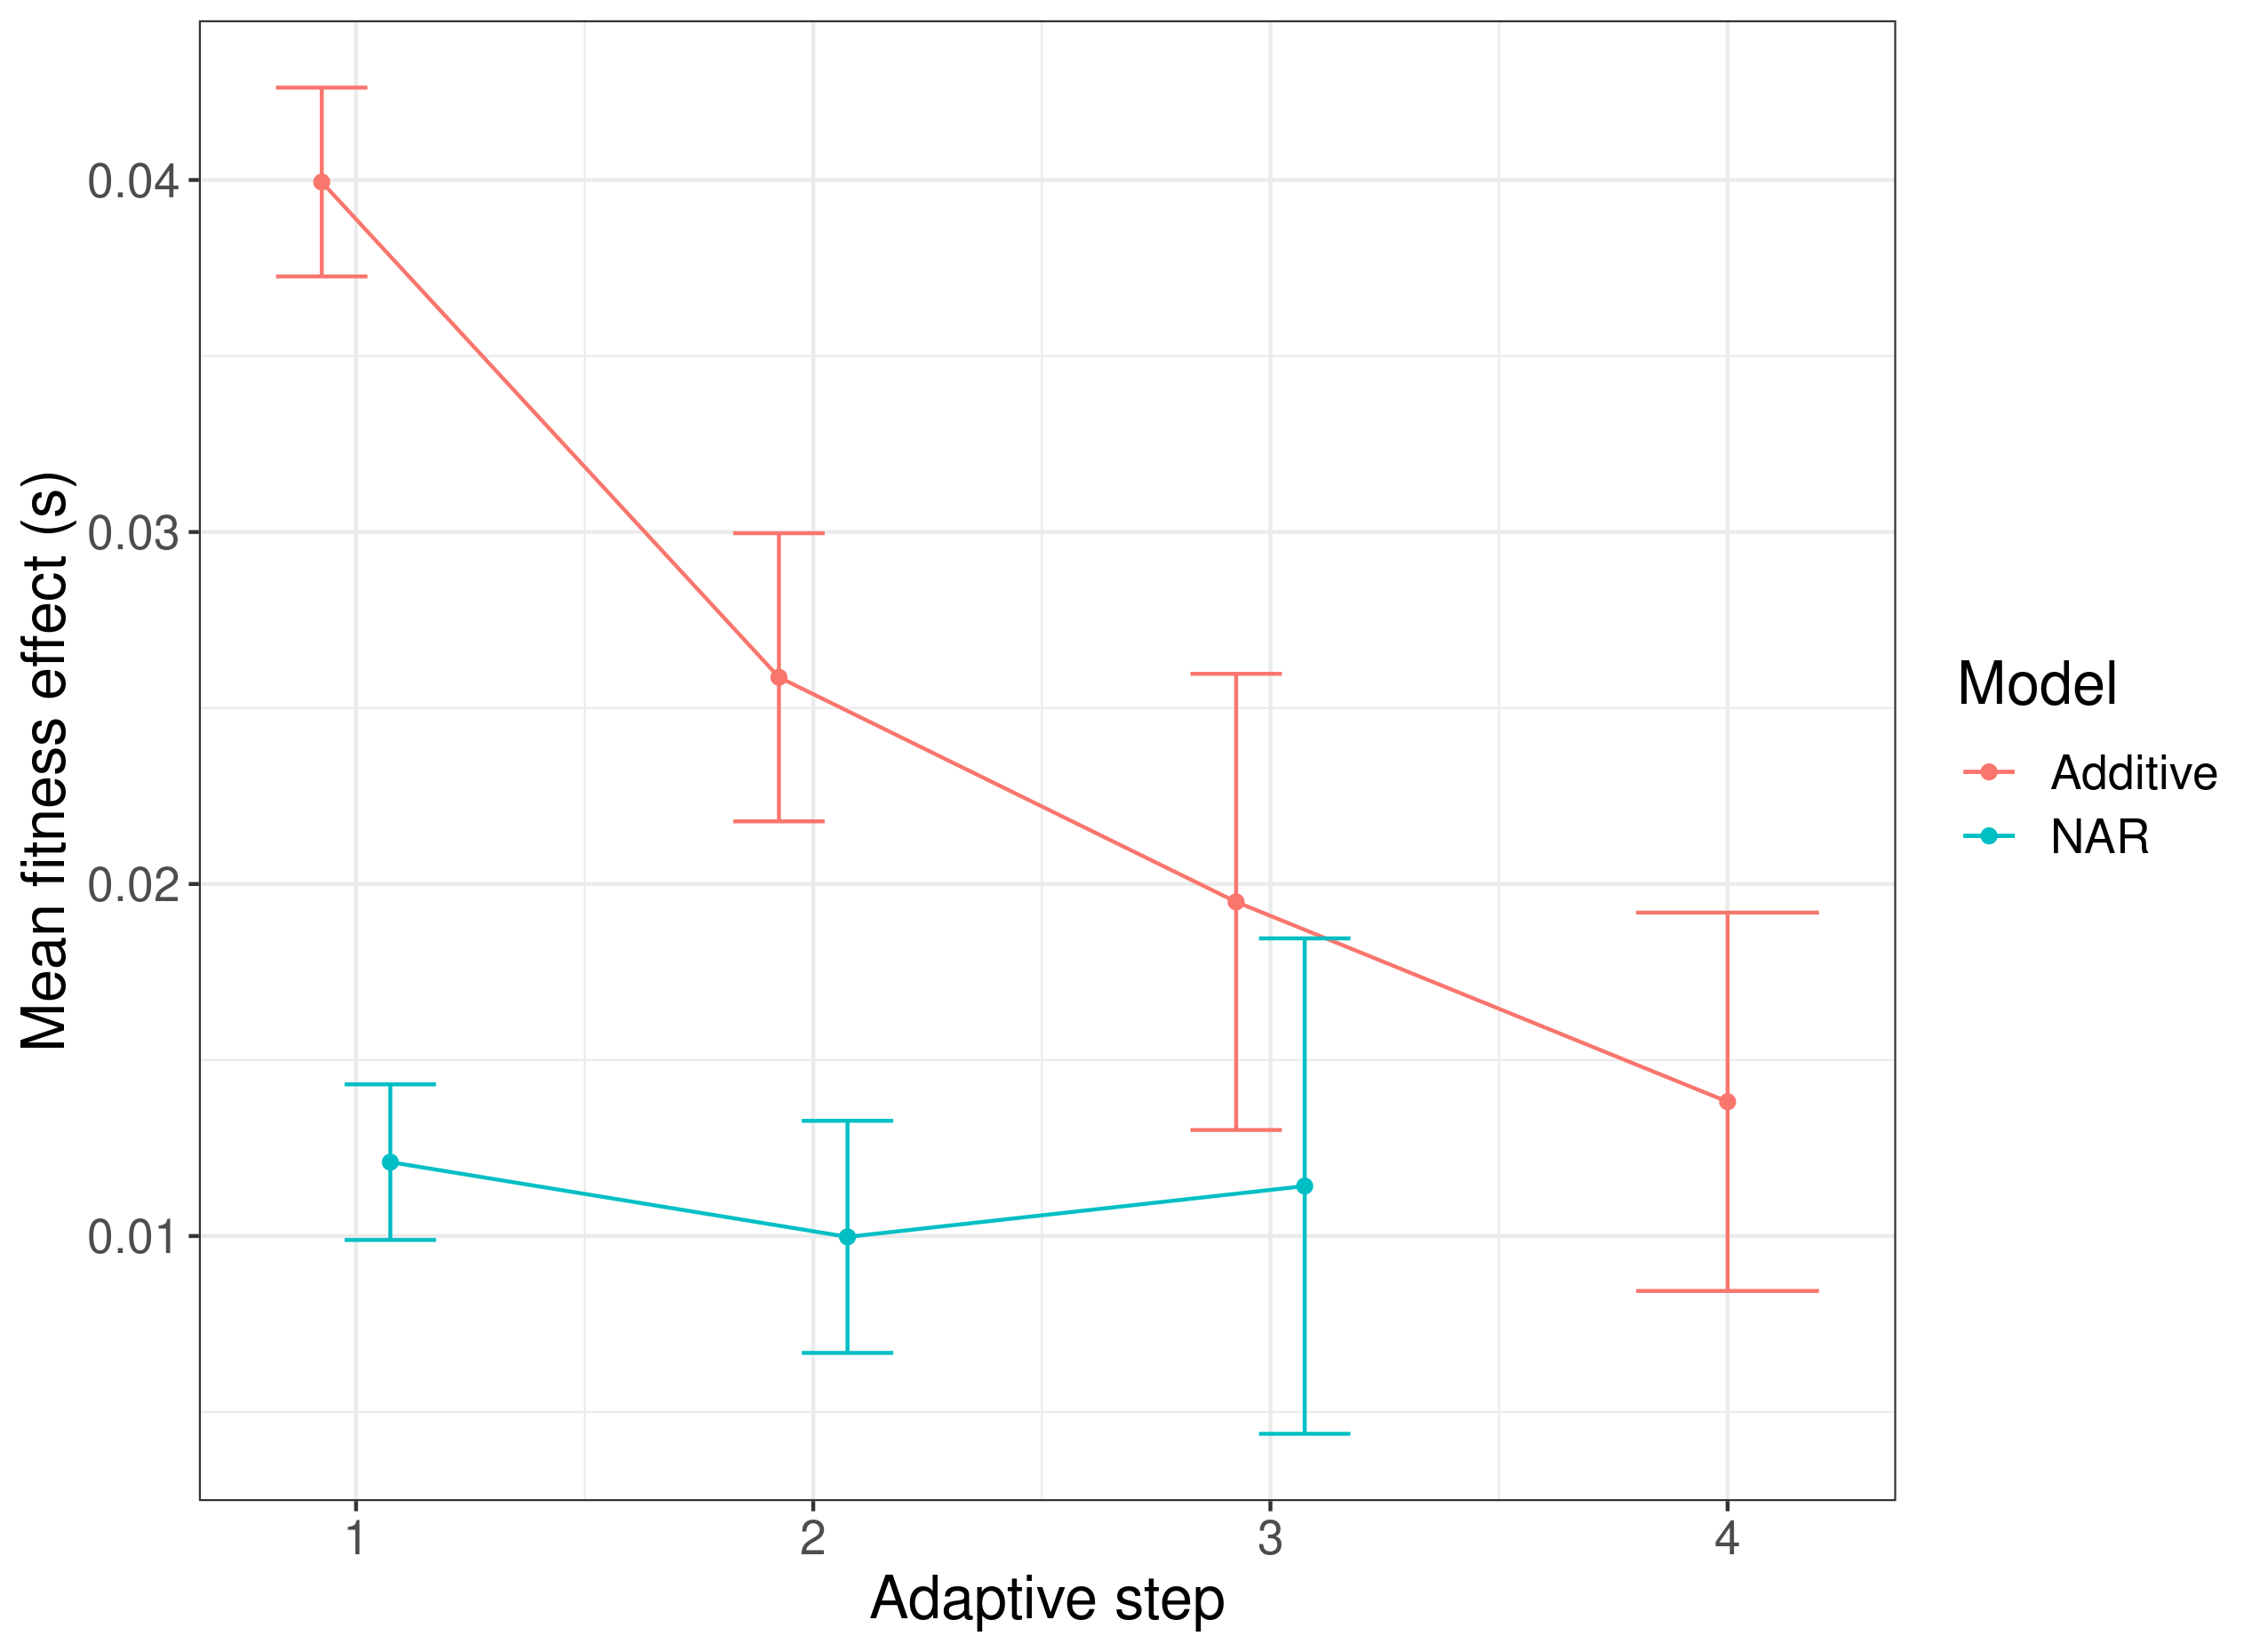 Mean fitness effect (s)
0.04
0.03
0.02
0.01
1 2 3 4
Adaptive step
Model
Additive
NAR